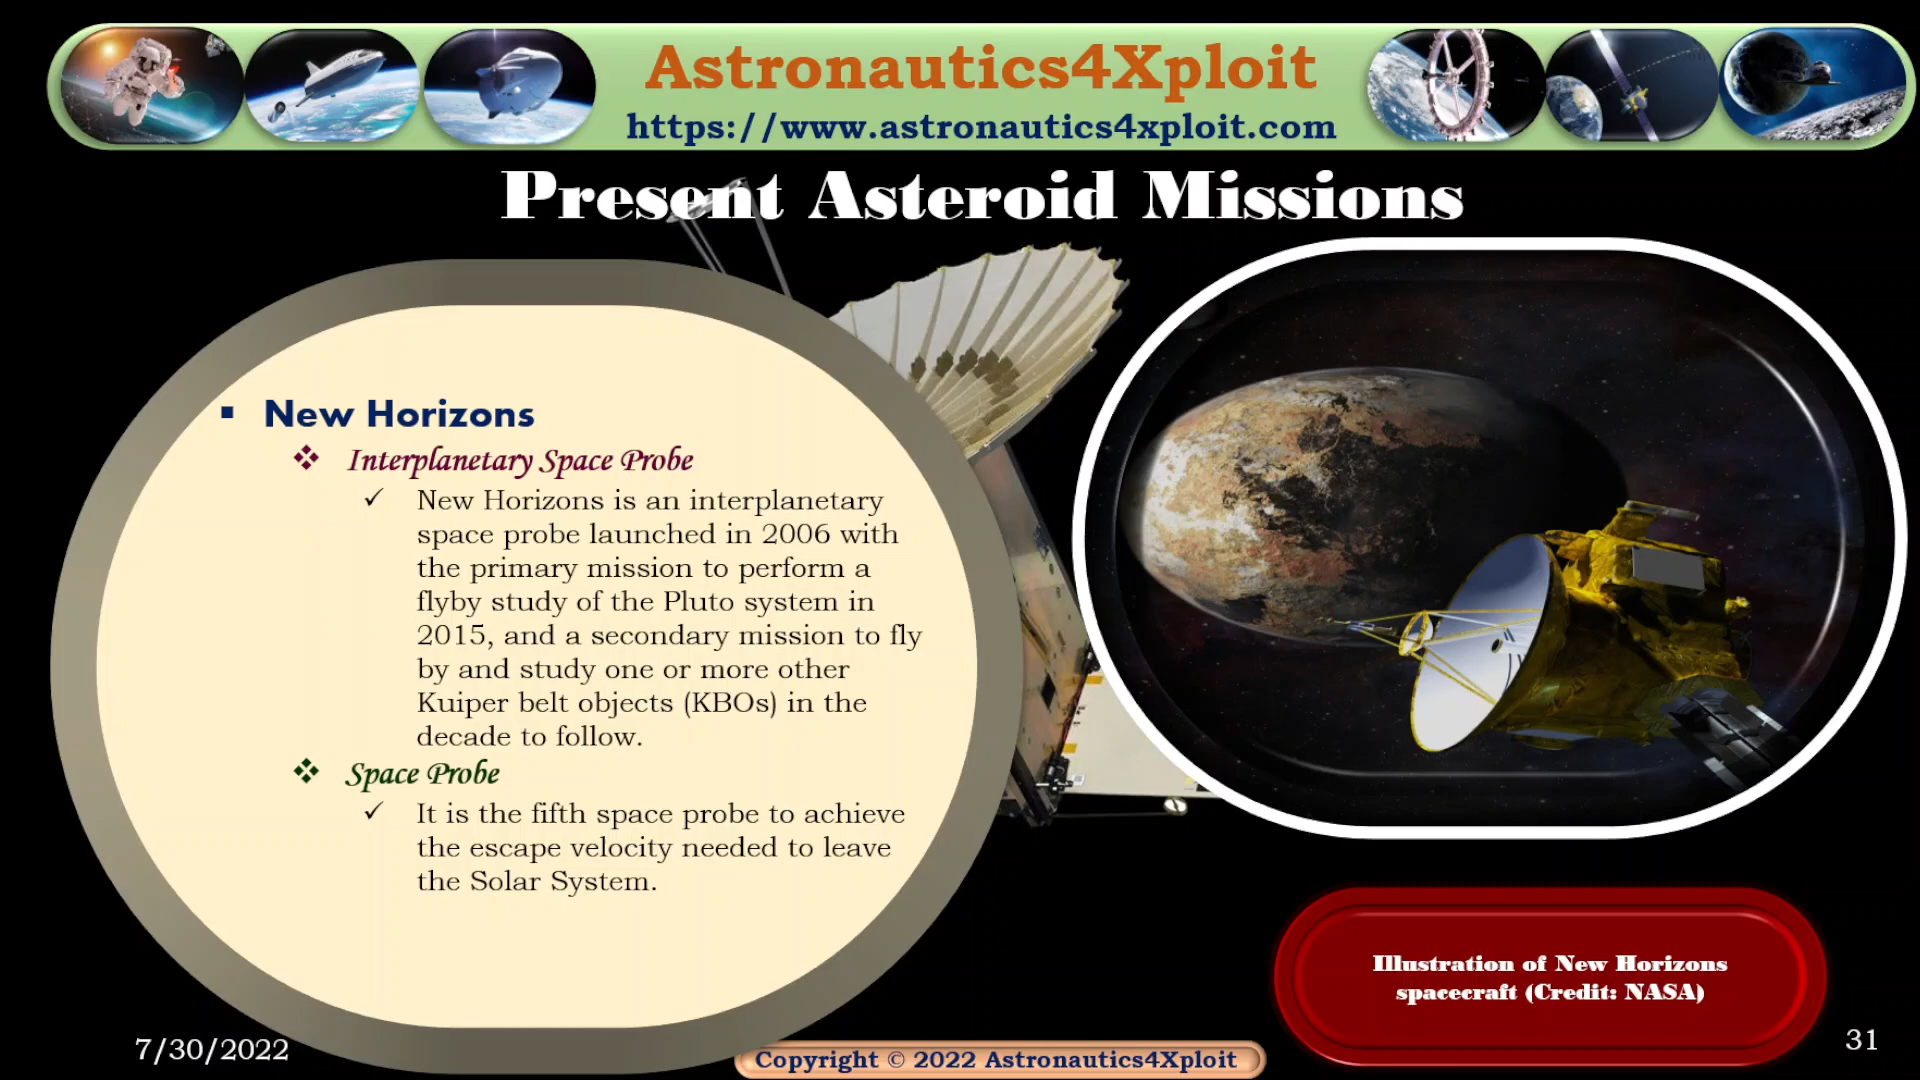 Astronautics4Xploit
https://www.astronautics4xploit.com
Present Asteroid Missions
▪ New Horizons
❖ Interplanetary Space Probe
✓ New Horizons is an interplanetary
space probe launched in 2006 with
the primary mission to perform a
flyby study of the Pluto system in
2015, and a secondary mission to fly
by and study one or more other
Kuiper belt objects (KBOs) in the
decade to follow.
❖ Space Probe
✓ It is the fifth space probe to achieve
the escape velocity needed to leave
the Solar System.
Illustration of New Horizons
spacecraft (Credit: NASA)
7/30/2022
Copyright © 2022 Astronautics4Xploit
31